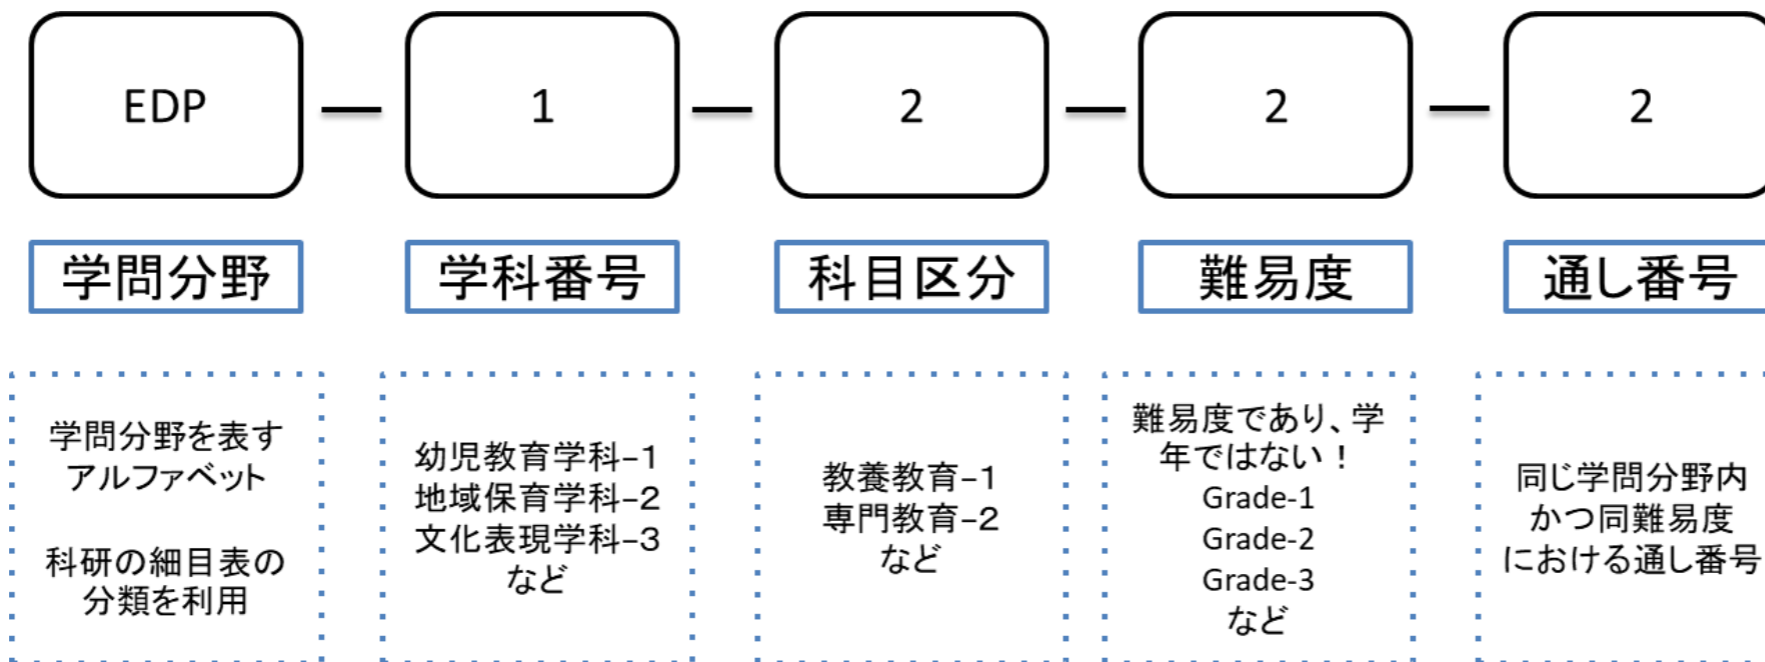 EDP — 1 — 2 — 2 — 2
学問分野
学科番号
科目区分
難易度
通し番号
学問分野を表す
アルファベット
科研の細目表の
分類を利用
幼児教育学科−1
地域保育学科−2
文化表現学科−3
など
教養教育−1
専門教育−2
など
難易度であり、学
年ではない！
Grade-1
Grade-2
Grade-3
など
同じ学問分野内
かつ同難易度
における通し番号